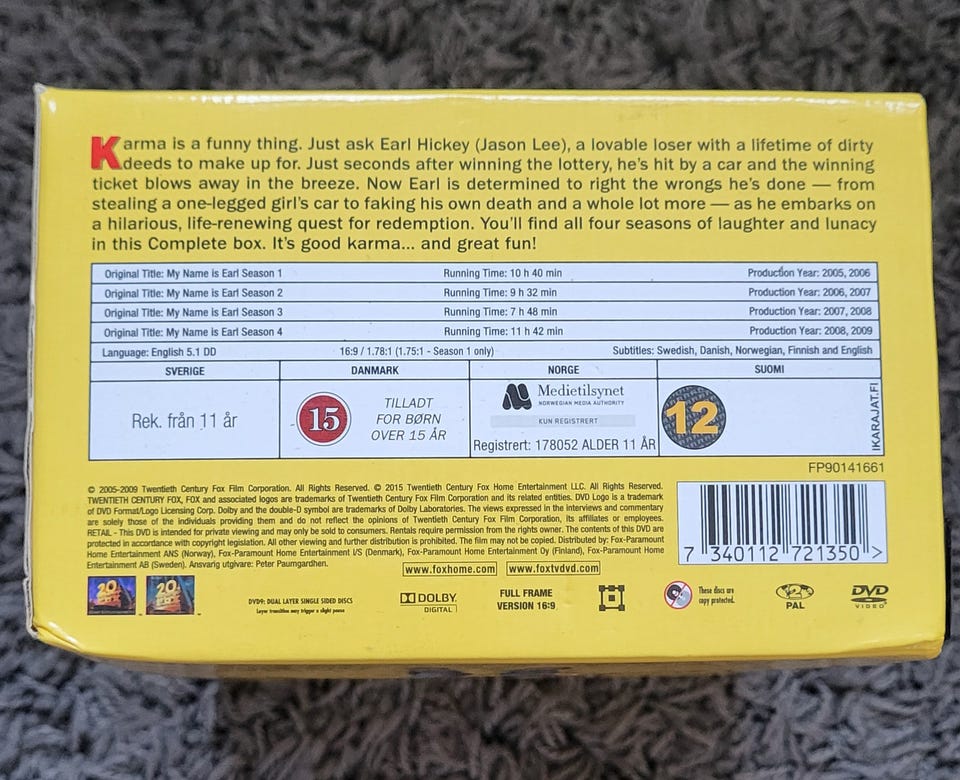 Karma is a funny thing. Just ask Earl Hickey (Jason Lee), a lovable loser with a lifetime of dirty
deeds to make up for. Just seconds after winning the lottery, he's hit by a car and the winning
ticket blows away in the breeze. Now Earl is determined to right the wrongs he's done — from
stealing a one-legged girl's car to faking his own death and a whole lot more — as he embarks on
a hilarious, life-renewing quest for redemption. You'll find all four seasons of laughter and lunacy
in this Complete box. It's good karma... and great fun!
Original Title: My Name is Earl Season 1 Running Time: 10 h 40 min Production Year: 2005, 2006
Original Title: My Name is Earl Season 2 Running Time: 9 h 32 min Production Year: 2006, 2007
Original Title: My Name is Earl Season 3 Running Time: 7 h 48 min Production Year: 2007, 2008
Original Title: My Name is Earl Season 4 Running Time: 11 h 42 min Production Year: 2008, 2009
Language: English 5.1 DD 16:9 / 1.78:1 (1.75:1 - Season 1 only) Subtitles: Swedish, Danish, Norwegian, Finnish and English
SVERIGE DANMARK NORGE SUOMI
Rek. från 11 år
15
TILLADT
FOR BØRN
OVER 15 ÅR
Medietilsynet
NORWEGIAN MEDIA AUTHORITY
KUN REGISTRERT
Registrert: 178052 ALDER 11 ÅR
12
IKARAJAT.FI
FP90141661
© 2005-2009 Twentieth Century Fox Film Corporation. All Rights Reserved. © 2015 Twentieth Century Fox Home Entertainment LLC. All Rights Reserved.
TWENTIETH CENTURY FOX, FOX and associated logos are trademarks of Twentieth Century Fox Film Corporation and its related entities. DVD Logo is a trademark
of DVD Format/Logo Licensing Corp. Dolby and the double-D symbol are trademarks of Dolby Laboratories. The views expressed in the interviews and commentary
are solely those of the individuals providing them and do not reflect the opinions of Twentieth Century Fox Film Corporation, its affiliates or employees.
RETAIL - This DVD is intended for private viewing and may only be sold to consumers. Rentals require permission from the rights owner. The contents of this DVD are
protected in accordance with copyright legislation. All other viewing and further distribution is prohibited. The film may not be copied. Distributed by: Fox-Paramount
Home Entertainment ANS (Norway), Fox-Paramount Home Entertainment I/S (Denmark), Fox-Paramount Home Entertainment Oy (Finland), Fox-Paramount Home
Entertainment AB (Sweden). Ansvarig utgivare: Peter Paumgardhen.
www.foxhome.com www.foxtvdvd.com
7 340112 721350 >
20
20
DVD9: DUAL LAYER SINGLE SIDED DISCS
Layer transition may trigger a slight pause
DOLBY
DIGITAL
FULL FRAME
VERSION 16:9
These discs are
copy protected.
2
PAL
DVD
VIDEO